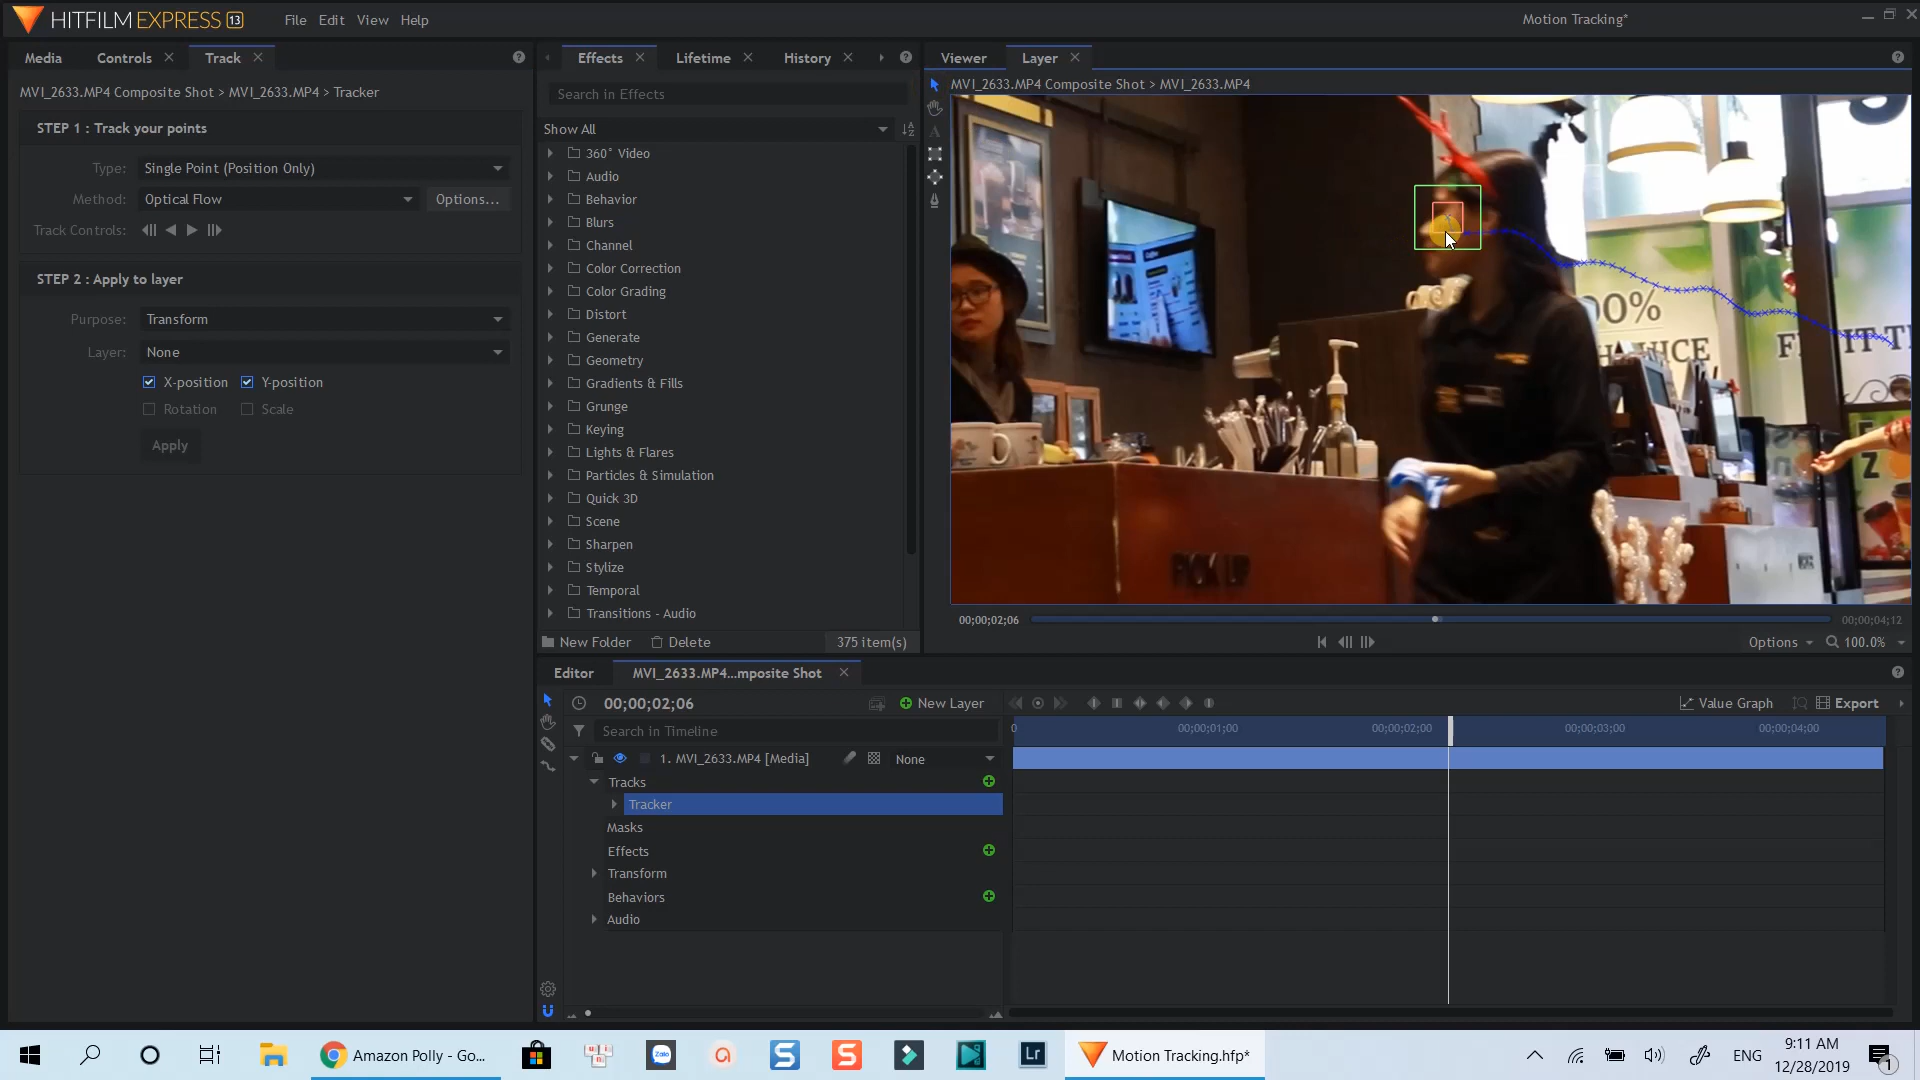 HITFILM EXPRESS 13
File Edit View Help
Motion Tracking*
Media Controls Track
Effects Lifetime History
Viewer Layer
MVI_2633.MP4 Composite Shot > MVI_2633.MP4 > Tracker
Search in Effects
MVI_2633.MP4 Composite Shot > MVI_2633.MP4
STEP 1 : Track your points
Type: Single Point (Position Only)
Method: Optical Flow Options...
Track Controls:
STEP 2 : Apply to layer
Purpose: Transform
Layer: None
X-position Y-position
Rotation Scale
Apply
Show All
360° Video
Audio
Behavior
Blurs
Channel
Color Correction
Color Grading
Distort
Generate
Geometry
Gradients & Fills
Grunge
Keying
Lights & Flares
Particles & Simulation
Quick 3D
Scene
Sharpen
Stylize
Temporal
Transitions - Audio
New Folder Delete 375 item(s)
00%
PICK UP
00;00;02;06 00;00;04;12
Options 100.0%
Editor MVI_2633.MP4...mposite Shot
00;00;02;06 New Layer
Value Graph Export
Search in Timeline
0 00;00;01;00 00;00;02;00 00;00;03;00 00;00;04;00
1. MVI_2633.MP4 [Media] None
Tracks
Tracker
Masks
Effects
Transform
Behaviors
Audio
Amazon Polly - Go...
Zalo
Lr
Motion Tracking.hfp*
ENG
9:11 AM
12/28/2019
1